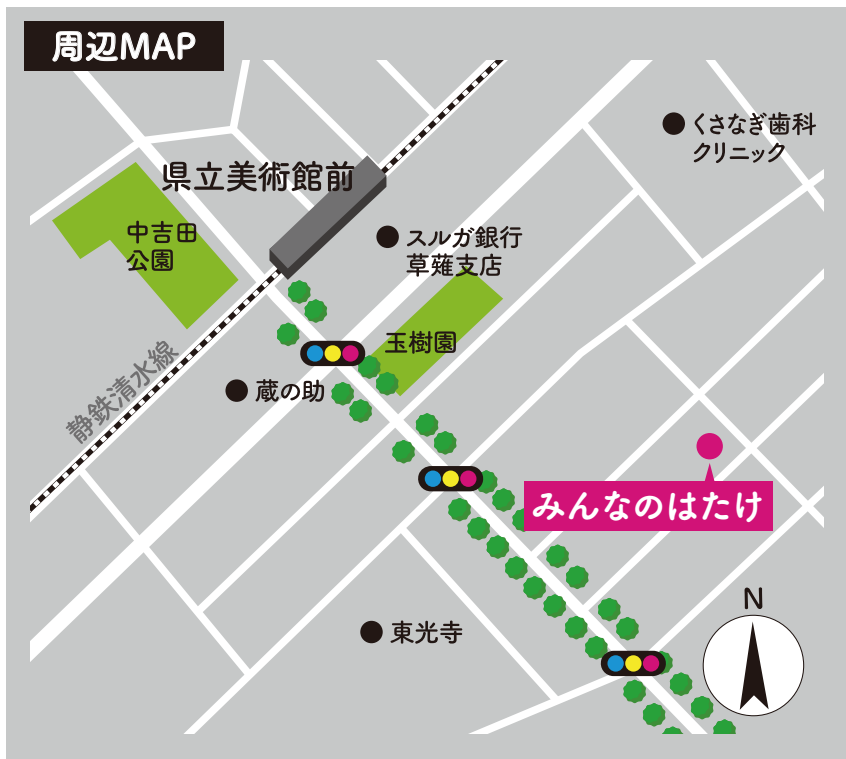 周辺MAP
くさなぎ歯科
クリニック
県立美術館前
中吉田
公園
スルガ銀行
草薙支店
玉樹園
静鉄清水線
蔵の助
みんなのはたけ
東光寺
N